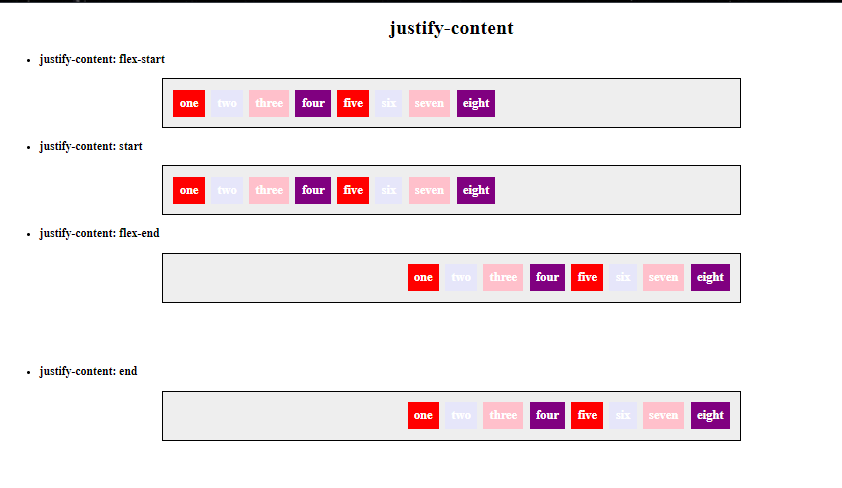 justify-content
justify-content: flex-start
one two three four five six seven eight
justify-content: start
one two three four five six seven eight
justify-content: flex-end
one two three four five six seven eight
justify-content: end
one two three four five six seven eight